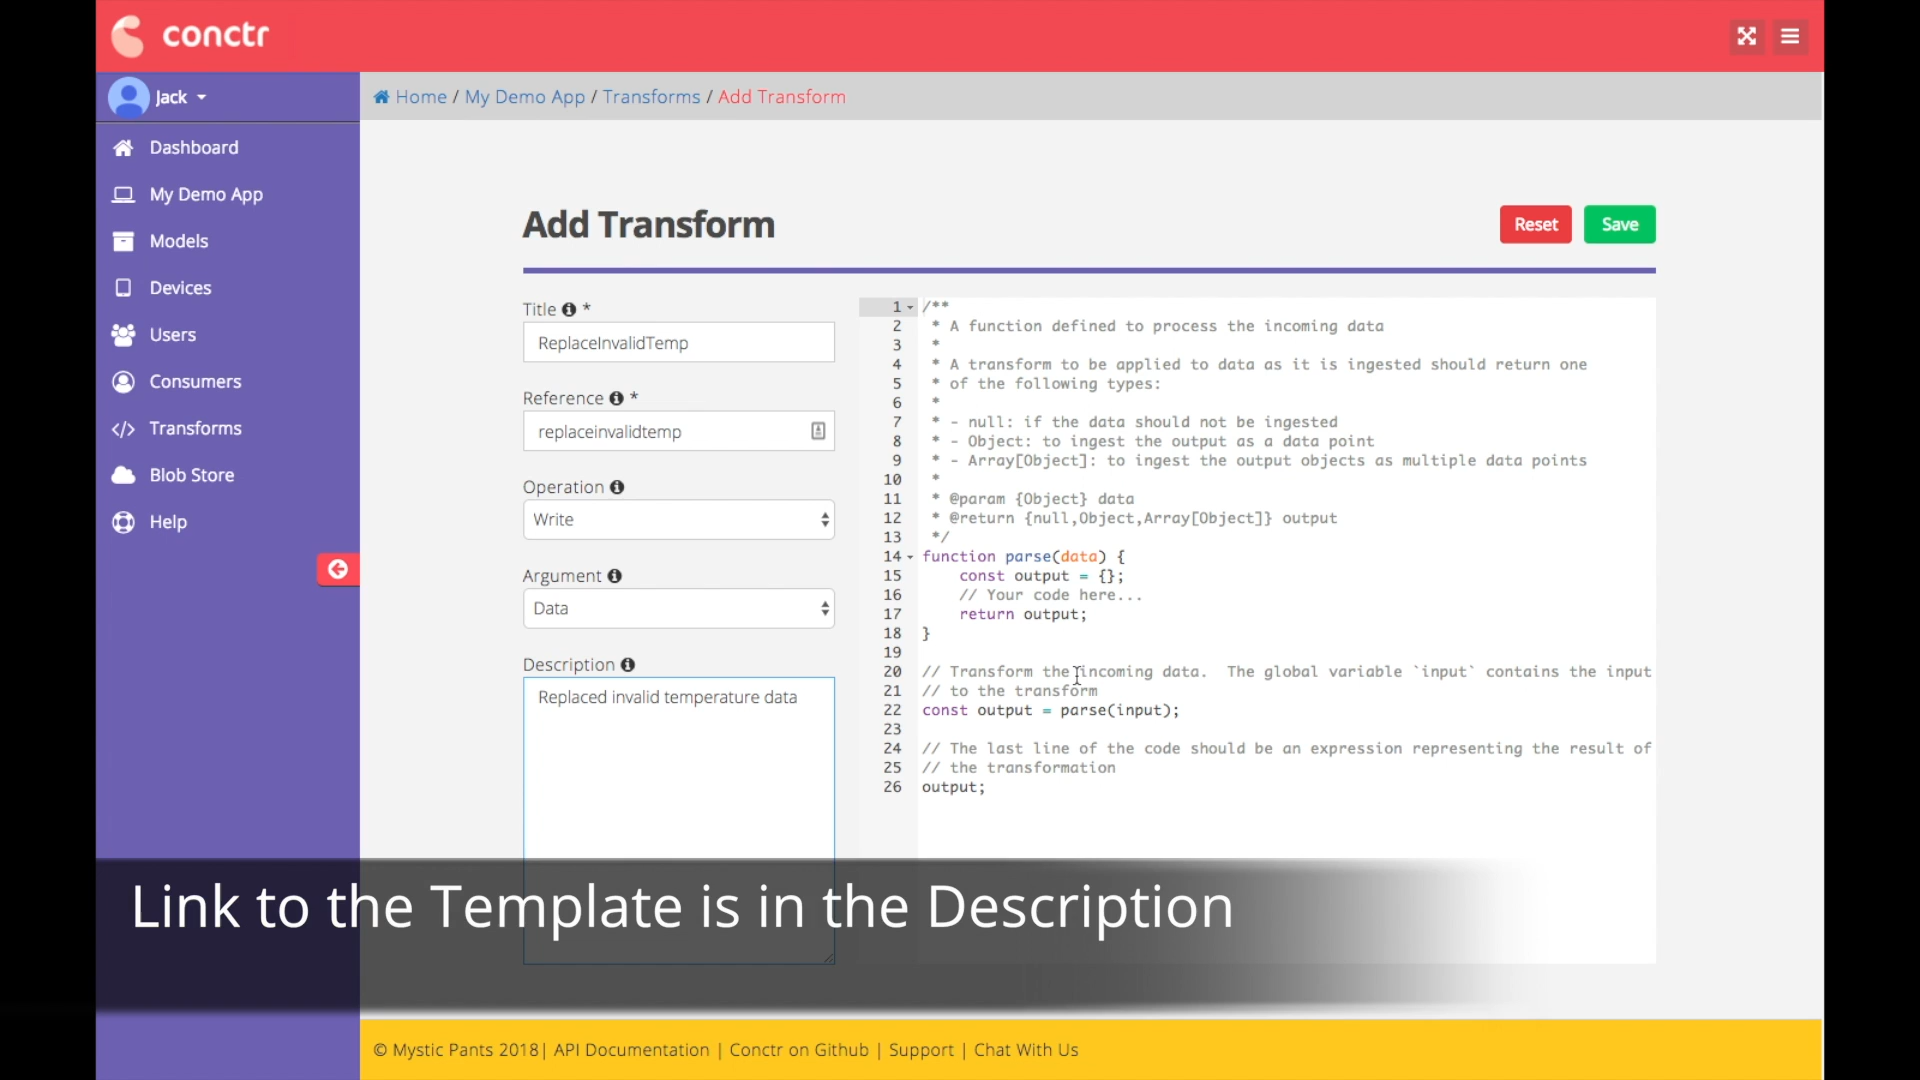 conctr
Jack
Home / My Demo App / Transforms / Add Transform
Dashboard
My Demo App
Models
Devices
Users
Consumers
Transforms
Blob Store
Help
Add Transform
Reset
Save
Title *
ReplaceInvalidTemp
Reference *
replaceinvalidtemp
Operation
Write
Argument
Data
Description
Replaced invalid temperature data
1 /**
2  * A function defined to process the incoming data
3  *
4  * A transform to be applied to data as it is ingested should return one
5  * of the following types:
6  *
7  * - null: if the data should not be ingested
8  * - Object: to ingest the output as a data point
9  * - Array[Object]: to ingest the output objects as multiple data points
10  *
11  * @param {Object} data
12  * @return {null,Object,Array[Object]} output
13  */
14 function parse(data) {
15     const output = {};
16     // Your code here...
17     return output;
18 }
19
20 // Transform the incoming data.  The global variable `input` contains the input
21 // to the transform
22 const output = parse(input);
23
24 // The last line of the code should be an expression representing the result of
25 // the transformation
26 output;
Link to the Template is in the Description
© Mystic Pants 2018| API Documentation | Conctr on Github | Support | Chat With Us